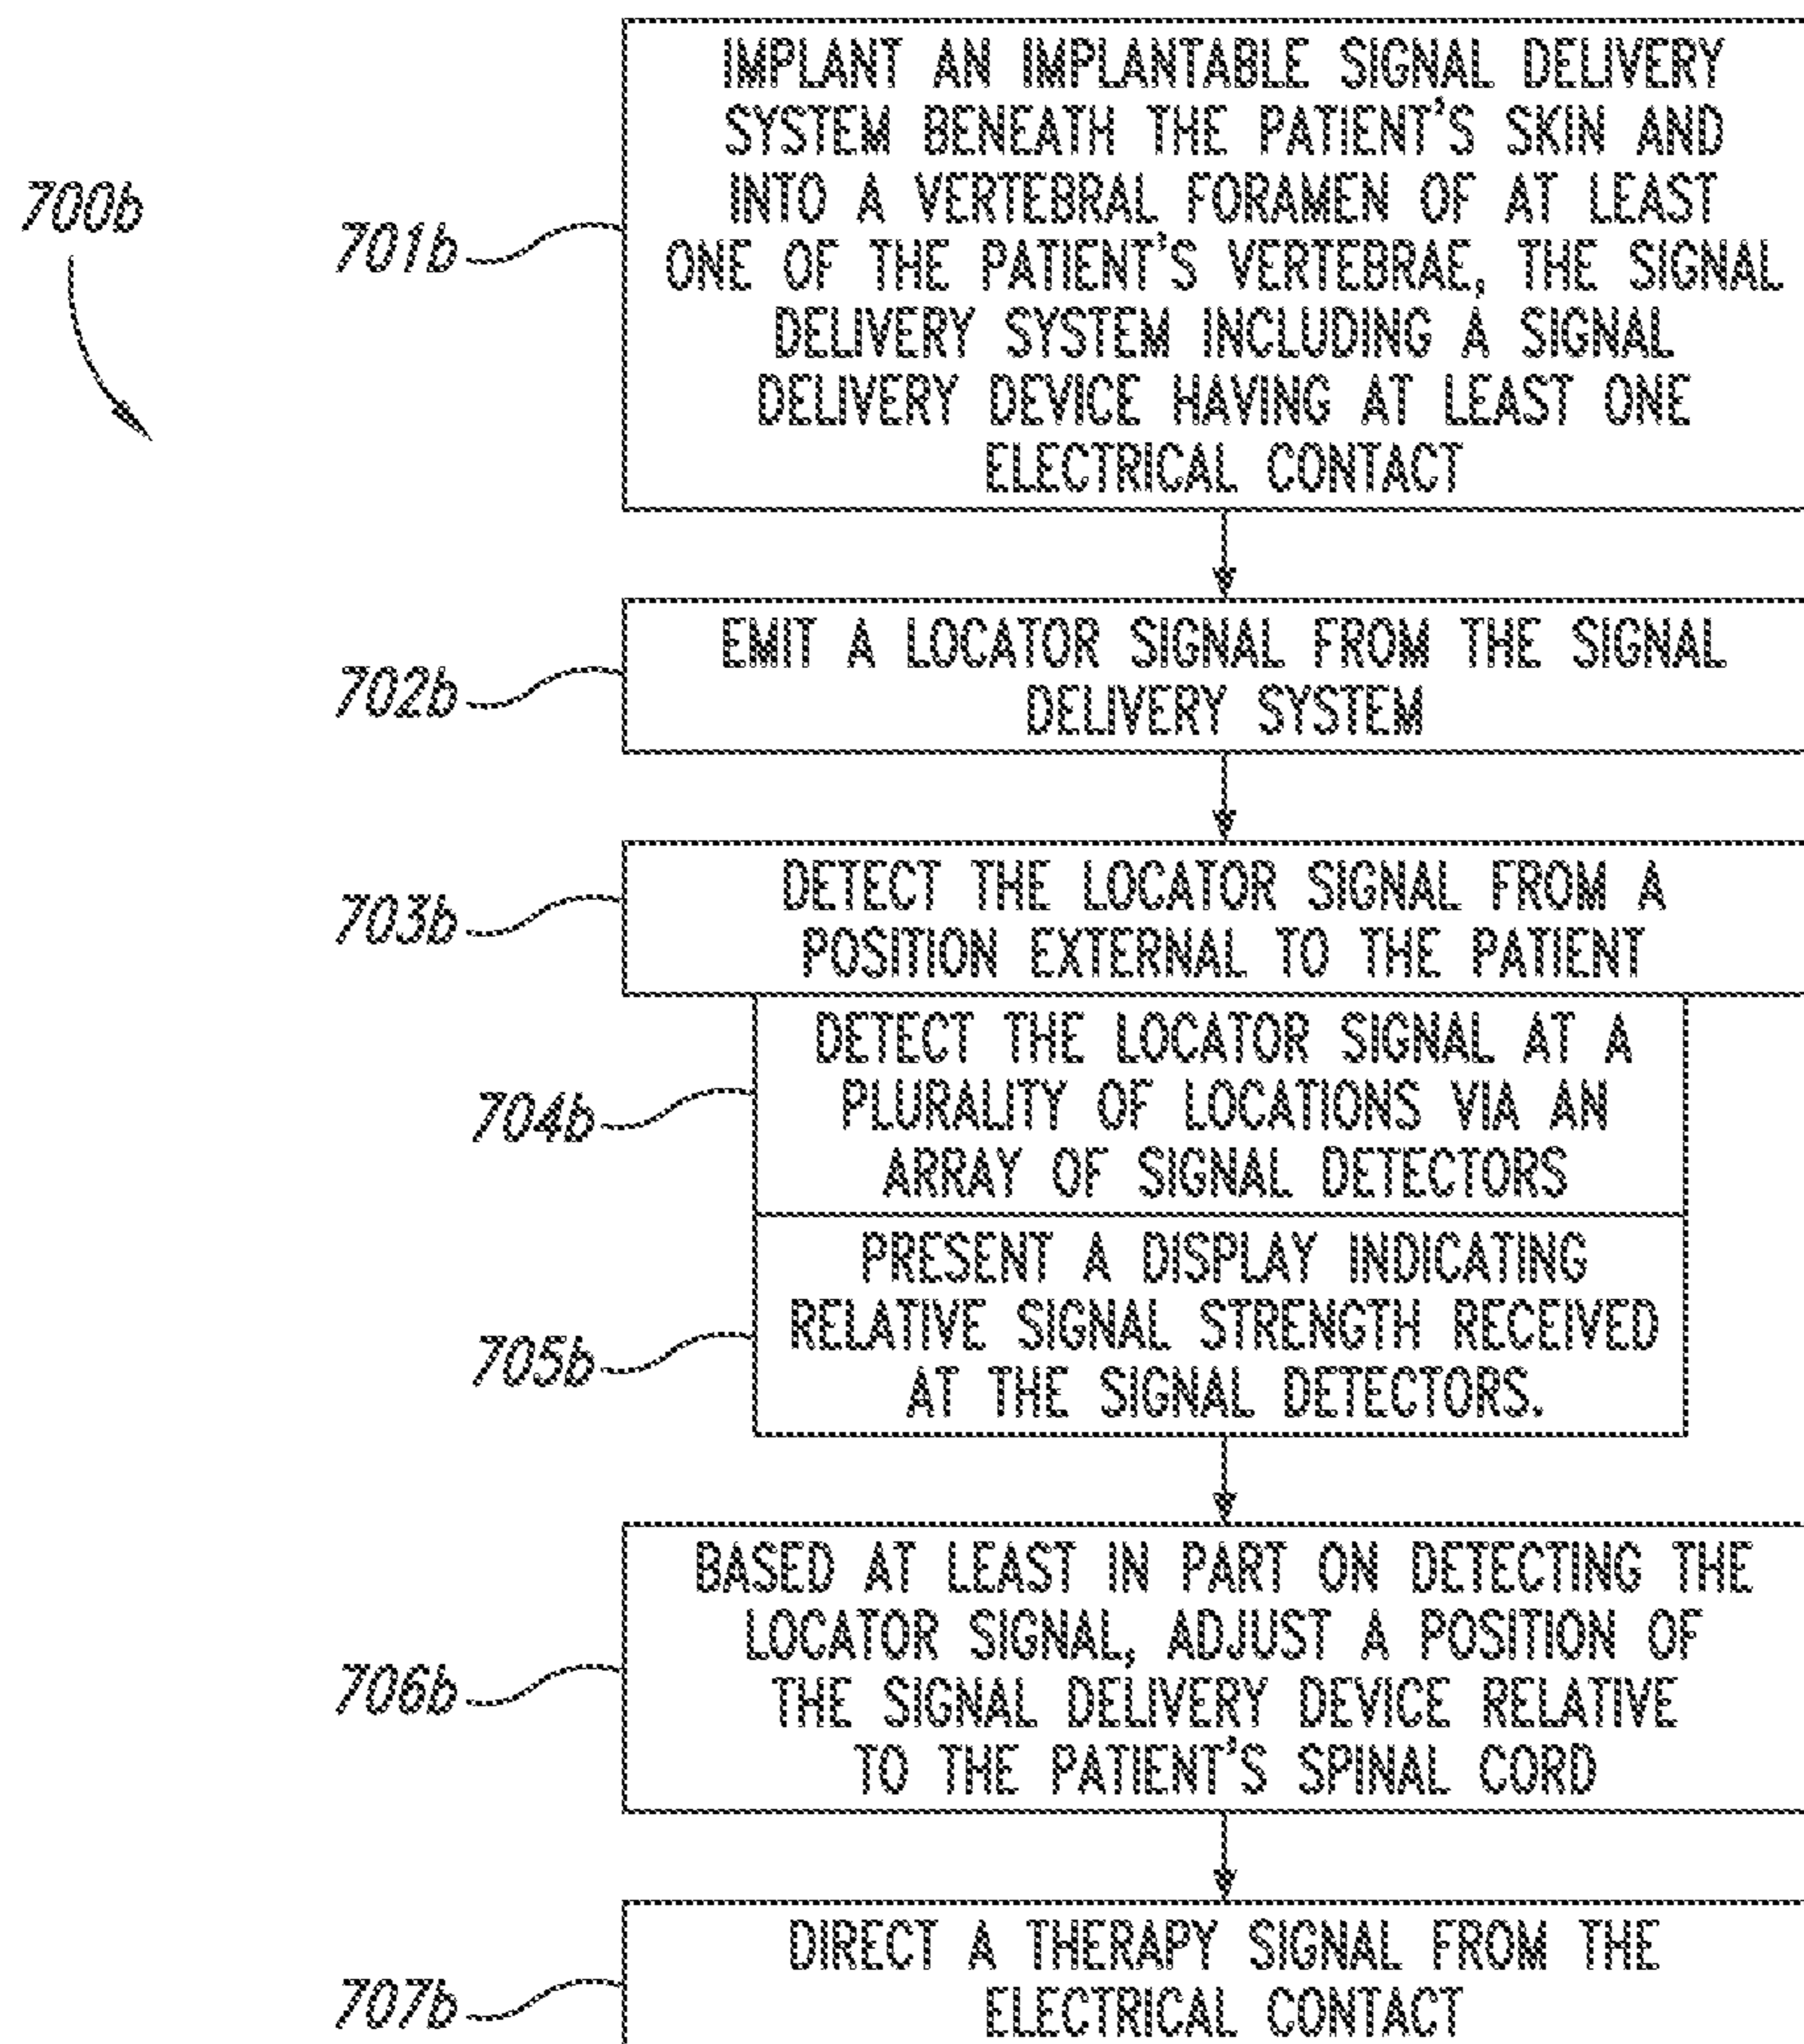 700b
701b
IMPLANT AN IMPLANTABLE SIGNAL DELIVERY
SYSTEM BENEATH THE PATIENT'S SKIN AND
INTO A VERTEBRAL FORAMEN OF AT LEAST
ONE OF THE PATIENT'S VERTEBRAE, THE SIGNAL
DELIVERY SYSTEM INCLUDING A SIGNAL
DELIVERY DEVICE HAVING AT LEAST ONE
ELECTRICAL CONTACT
702b
EMIT A LOCATOR SIGNAL FROM THE SIGNAL
DELIVERY SYSTEM
703b
DETECT THE LOCATOR SIGNAL FROM A
POSITION EXTERNAL TO THE PATIENT
704b
DETECT THE LOCATOR SIGNAL AT A
PLURALITY OF LOCATIONS VIA AN
ARRAY OF SIGNAL DETECTORS
705b
PRESENT A DISPLAY INDICATING
RELATIVE SIGNAL STRENGTH RECEIVED
AT THE SIGNAL DETECTORS.
706b
BASED AT LEAST IN PART ON DETECTING THE
LOCATOR SIGNAL, ADJUST A POSITION OF
THE SIGNAL DELIVERY DEVICE RELATIVE
TO THE PATIENT'S SPINAL CORD
707b
DIRECT A THERAPY SIGNAL FROM THE
ELECTRICAL CONTACT